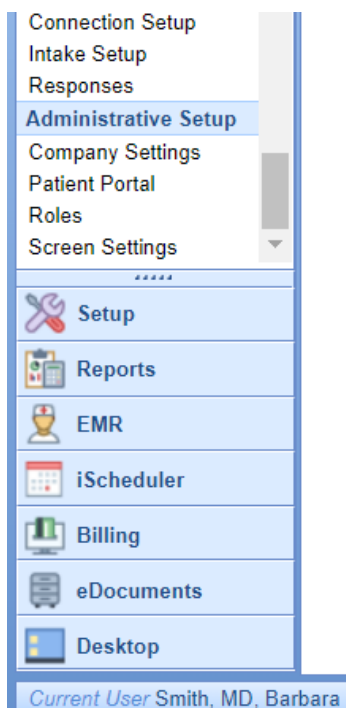 Connection Setup
Intake Setup
Responses
Administrative Setup
Company Settings
Patient Portal
Roles
Screen Settings
Setup
Reports
EMR
iScheduler
Billing
eDocuments
Desktop
Current User Smith, MD, Barbara